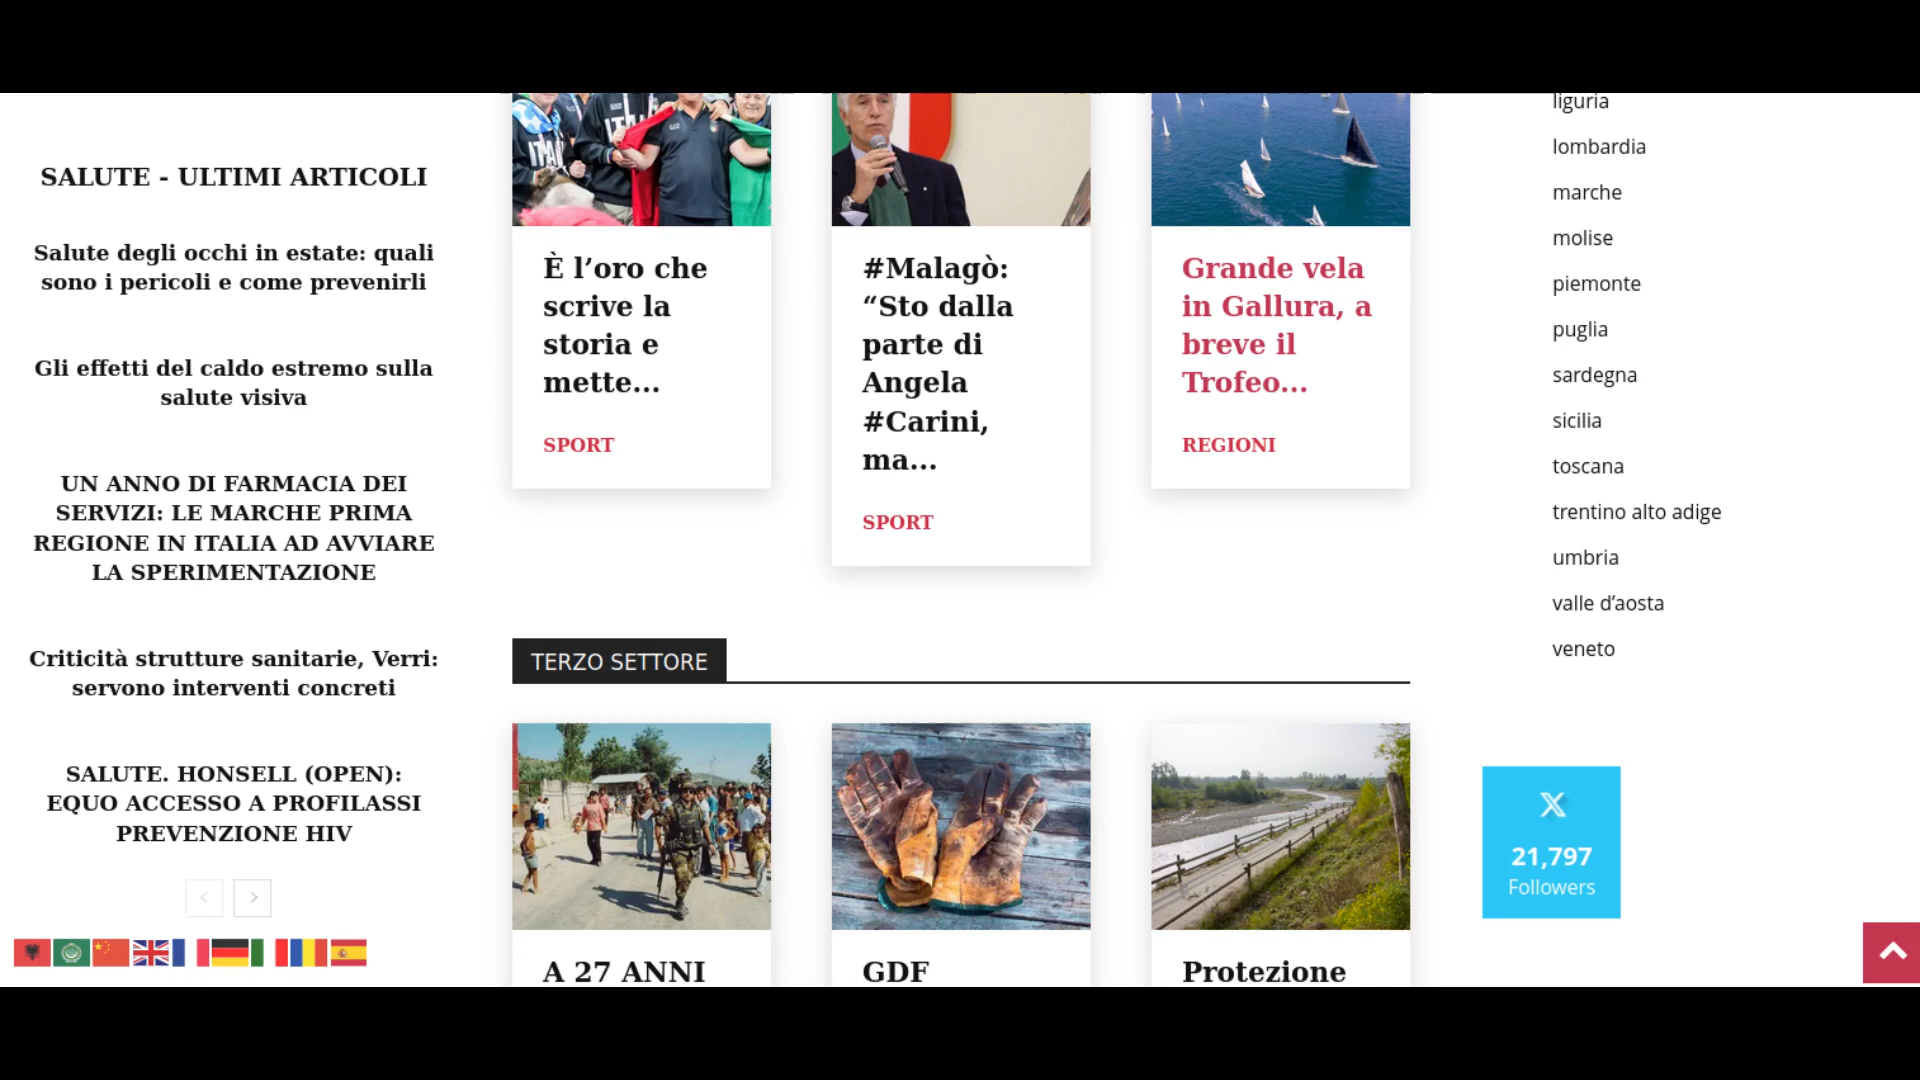 SALUTE - ULTIMI ARTICOLI
Salute degli occhi in estate: quali
sono i pericoli e come prevenirli
Gli effetti del caldo estremo sulla
salute visiva
UN ANNO DI FARMACIA DEI
SERVIZI: LE MARCHE PRIMA
REGIONE IN ITALIA AD AVVIARE
LA SPERIMENTAZIONE
Criticità strutture sanitarie, Verri:
servono interventi concreti
SALUTE. HONSELL (OPEN):
EQUO ACCESSO A PROFILASSI
PREVENZIONE HIV
ITAL
ITA
È l’oro che
scrive la
storia e
mette...
SPORT
#Malagò:
“Sto dalla
parte di
Angela
#Carini,
ma...
SPORT
Grande vela
in Gallura, a
breve il
Trofeo...
REGIONI
TERZO SETTORE
A 27 ANNI
GDF
Protezione
liguria
lombardia
marche
molise
piemonte
puglia
sardegna
sicilia
toscana
trentino alto adige
umbria
valle d’aosta
veneto
X
21,797
Followers